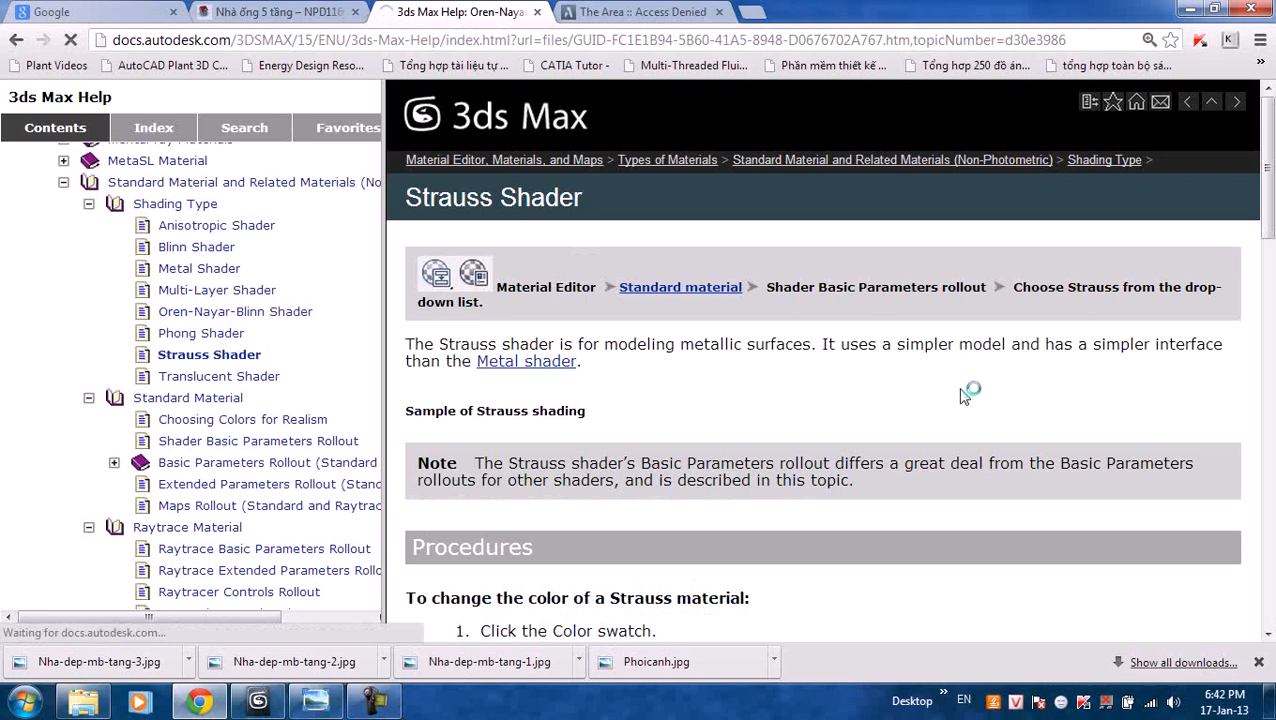 Google
Nhà ống 5 tầng – NPD116
3ds Max Help: Oren-Naya
The Area :: Access Denied
docs.autodesk.com/3DSMAX/15/ENU/3ds-Max-Help/index.html?url=files/GUID-FC1E1B94-5B60-41A5-8948-D0676702A767.htm,topicNumber=d30e3986
Plant Videos
AutoCAD Plant 3D C...
Energy Design Reso...
Tổng hợp tài liệu tự ...
CATIA Tutor -
Multi-Threaded Flui...
Phần mềm thiết kế ...
Tổng hợp 250 đồ án...
tổng hợp toàn bộ sá...
3ds Max Help
Contents
Index
Search
Favorites
MetaSL Material
Standard Material and Related Materials (No
Shading Type
Anisotropic Shader
Blinn Shader
Metal Shader
Multi-Layer Shader
Oren-Nayar-Blinn Shader
Phong Shader
Strauss Shader
Translucent Shader
Standard Material
Choosing Colors for Realism
Shader Basic Parameters Rollout
Basic Parameters Rollout (Standard
Extended Parameters Rollout (Stan
Maps Rollout (Standard and Raytrac
Raytrace Material
Raytrace Basic Parameters Rollout
Raytrace Extended Parameters Rollo
Raytracer Controls Rollout
Waiting for docs.autodesk.com...
3ds Max
Material Editor, Materials, and Maps > Types of Materials > Standard Material and Related Materials (Non-Photometric) > Shading Type >
Strauss Shader
Material Editor Standard material Shader Basic Parameters rollout Choose Strauss from the drop-
down list.
The Strauss shader is for modeling metallic surfaces. It uses a simpler model and has a simpler interface
than the Metal shader.
Sample of Strauss shading
Note The Strauss shader's Basic Parameters rollout differs a great deal from the Basic Parameters
rollouts for other shaders, and is described in this topic.
Procedures
To change the color of a Strauss material:
1. Click the Color swatch.
Nha-dep-mb-tang-3.jpg
Nha-dep-mb-tang-2.jpg
Nha-dep-mb-tang-1.jpg
Phoicanh.jpg
Show all downloads...
Desktop
EN
6:42 PM
17-Jan-13